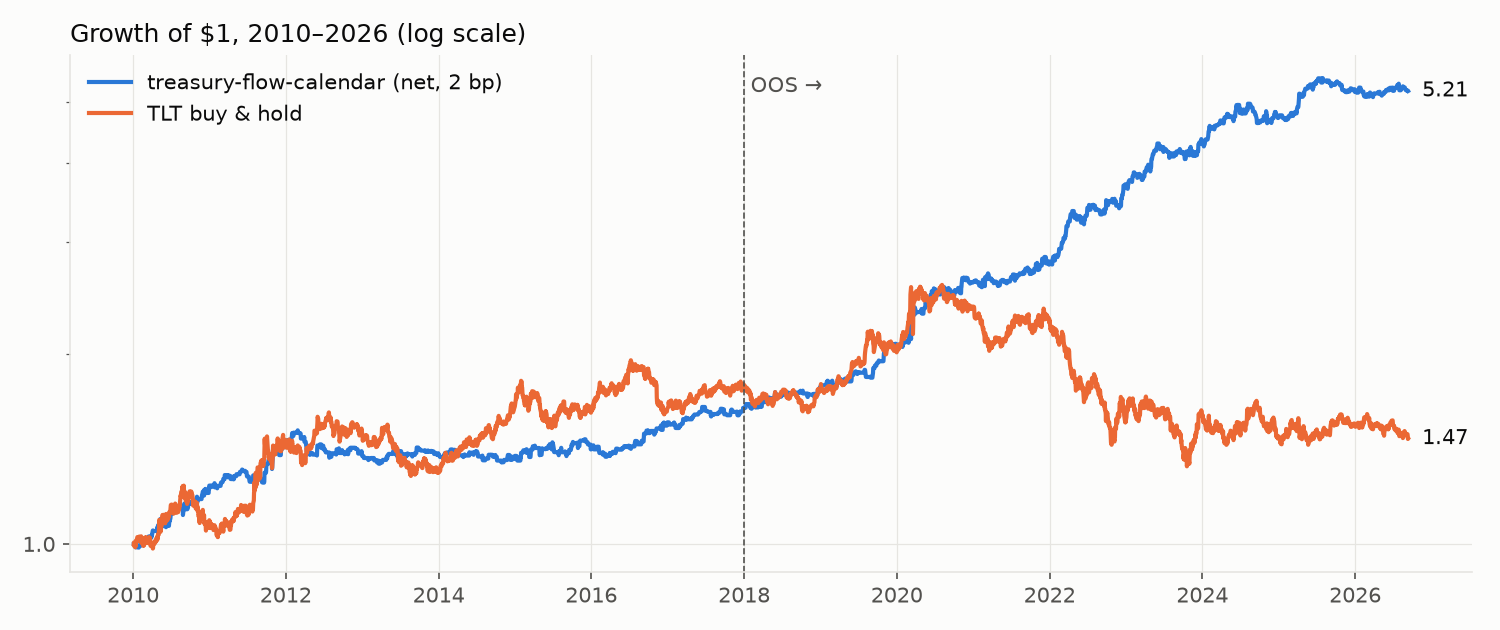 Growth of $1, 2010–2026 (log scale)
treasury-flow-calendar (net, 2 bp)
TLT buy & hold
OOS →
5.21
1.47
1.0
2010 2012 2014 2016 2018 2020 2022 2024 2026